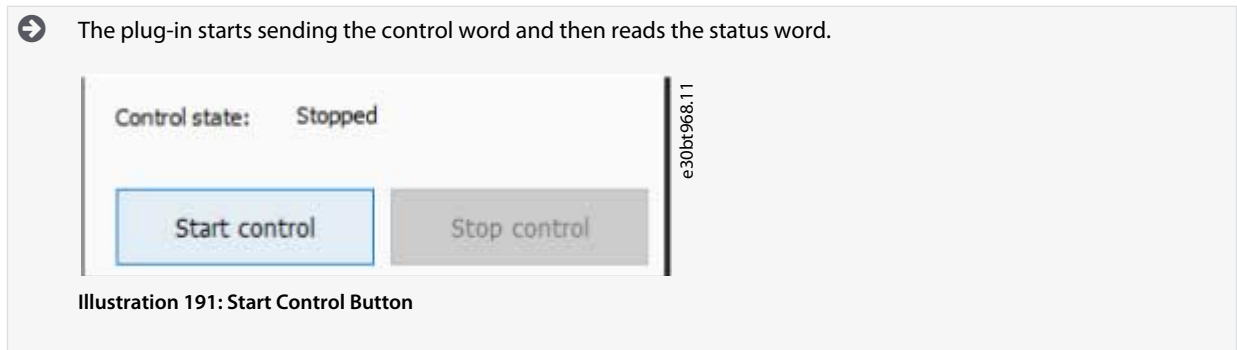 The plug-in starts sending the control word and then reads the status word.
Control state: Stopped
e30bt968.11
Start control Stop control
Illustration 191: Start Control Button